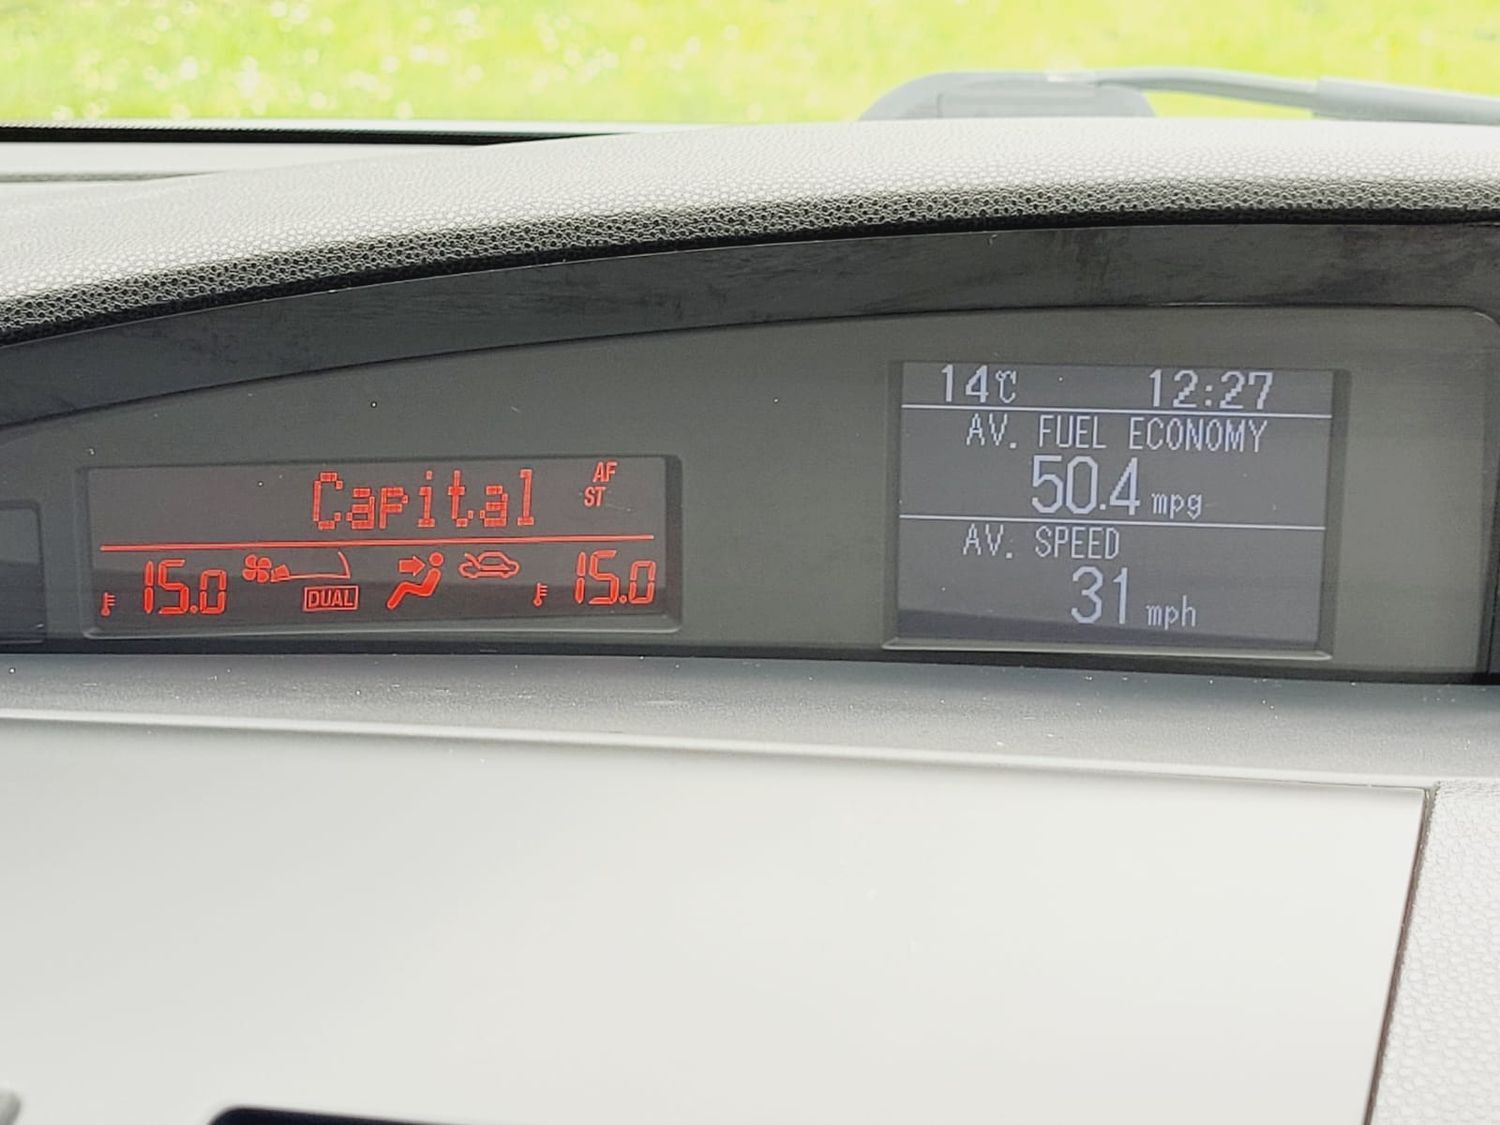 Capital
AF
ST
15.0
DUAL
15.0
14℃ 12:27
AV. FUEL ECONOMY
50.4 mpg
AV. SPEED
31 mph